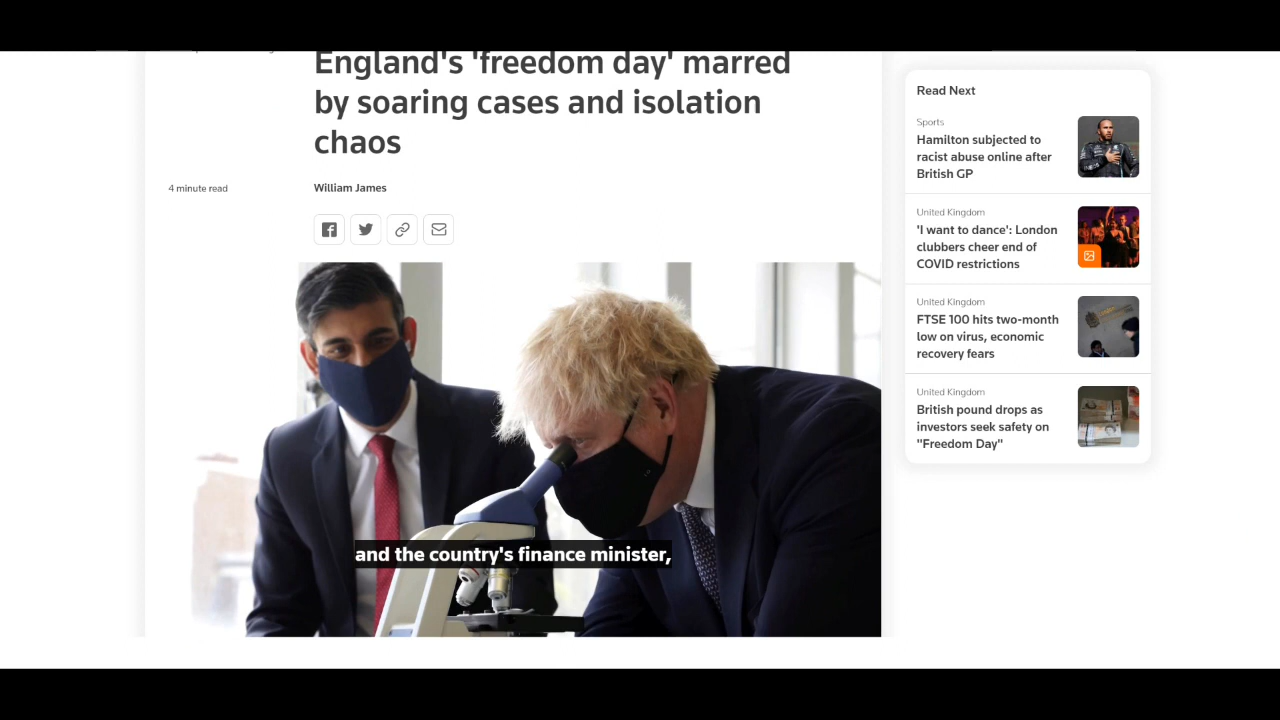 England's 'freedom day' marred
by soaring cases and isolation
chaos
4 minute read
William James
and the country's finance minister,
Read Next
Sports
Hamilton subjected to
racist abuse online after
British GP
United Kingdom
'I want to dance': London
clubbers cheer end of
COVID restrictions
United Kingdom
FTSE 100 hits two-month
low on virus, economic
recovery fears
United Kingdom
British pound drops as
investors seek safety on
"Freedom Day"